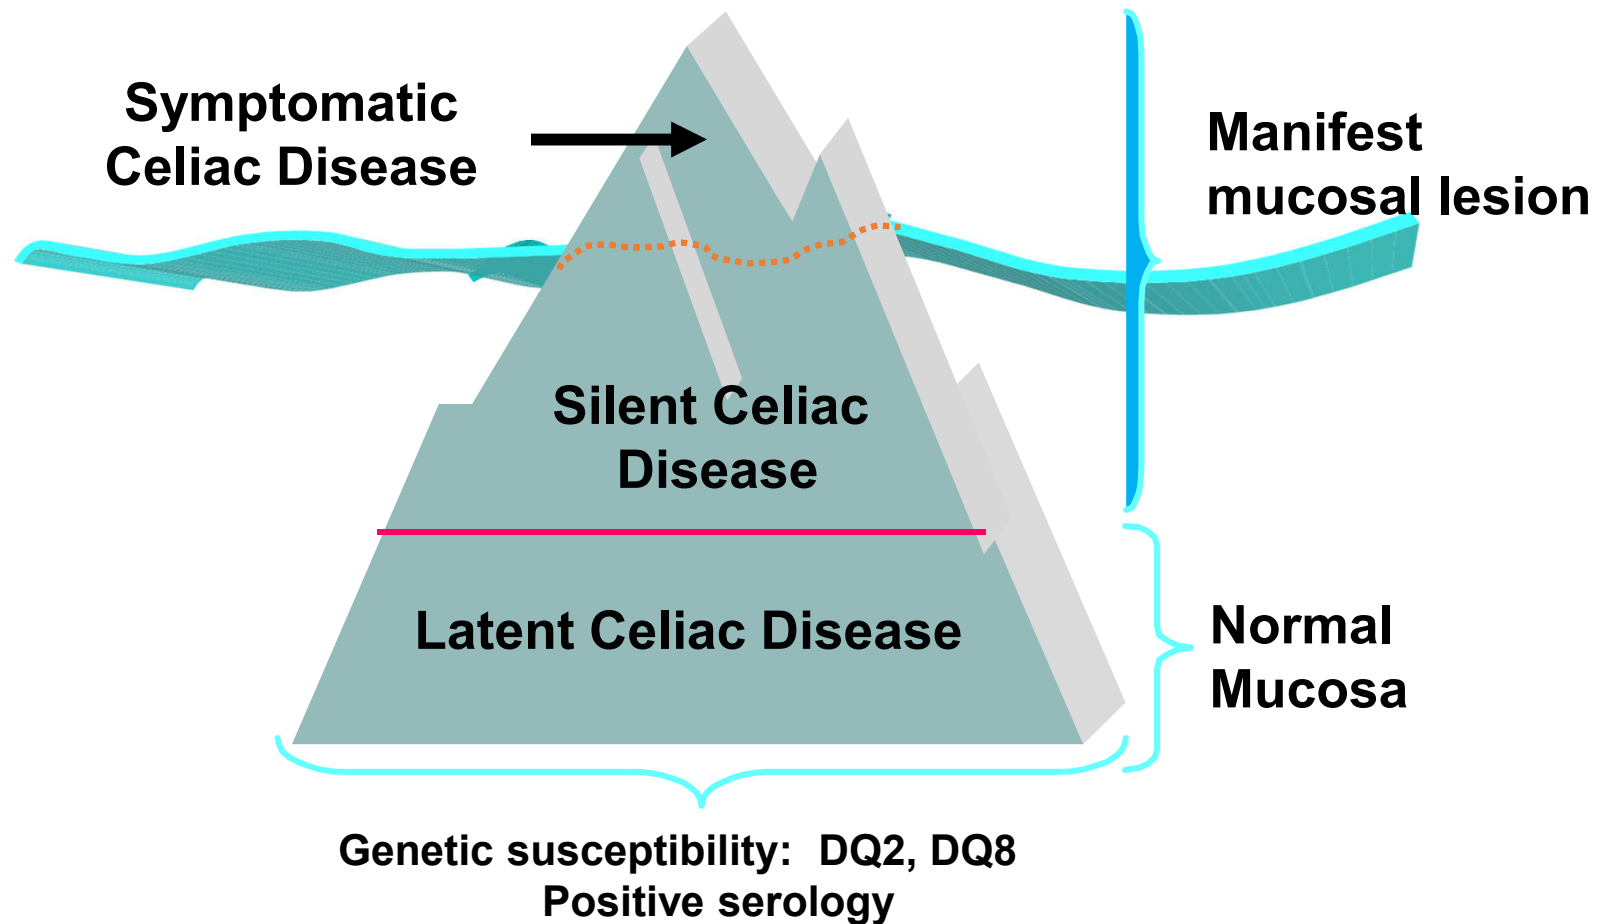 Symptomatic
Celiac Disease
Manifest
mucosal lesion
Silent Celiac
Disease
Latent Celiac Disease
Normal
Mucosa
Genetic susceptibility:  DQ2, DQ8
Positive serology